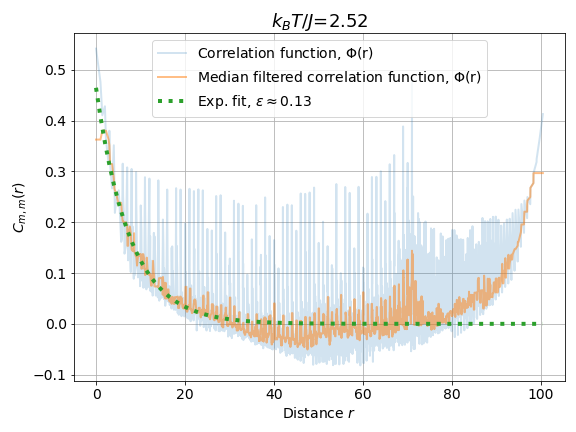 k_BT/J=2.52
Correlation function, Φ(r)
Median filtered correlation function, Φ(r)
Exp. fit, ε≈0.13
0.5
0.4
0.3
0.2
0.1
0.0
−0.1
C_{m,m}(r)
0 20 40 60 80 100
Distance r